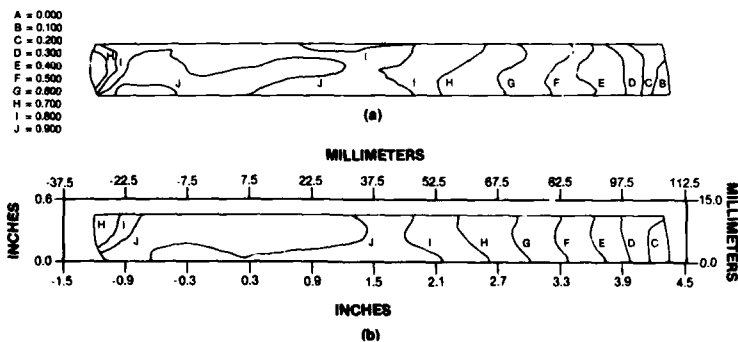 A = 0.000
B = 0.100
C = 0.200
D = 0.300
E = 0.400
F = 0.500
G = 0.600
H = 0.700
I = 0.800
J = 0.900
H I J J I I H G F E D C B
(a)
MILLIMETERS
-37.5 -22.5 -7.5 7.5 22.5 37.5 52.5 67.5 82.5 97.5 112.5
0.6 15.0
INCHES
MILLIMETERS
H I J J I H G F E D C
0.0 0.0
-1.5 -0.9 -0.3 0.3 0.9 1.5 2.1 2.7 3.3 3.9 4.5
INCHES
(b)